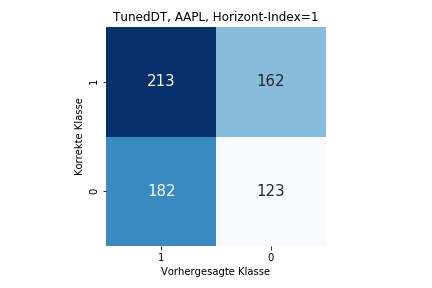 TunedDT, AAPL, Horizont-Index=1
Korrekte Klasse
1
213
162
0
182
123
1
0
Vorhergesagte Klasse